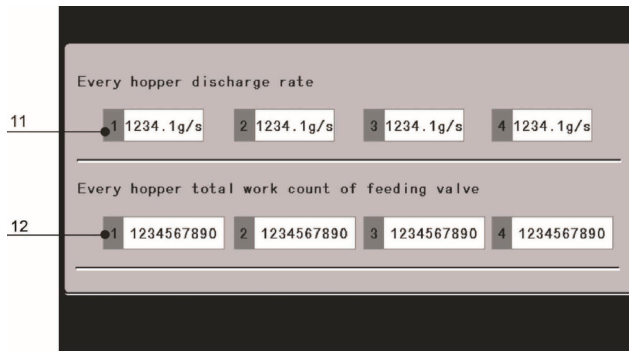 Every hopper discharge rate
11
1 1234.1g/s 2 1234.1g/s 3 1234.1g/s 4 1234.1g/s
Every hopper total work count of feeding valve
12
1 1234567890 2 1234567890 3 1234567890 4 1234567890